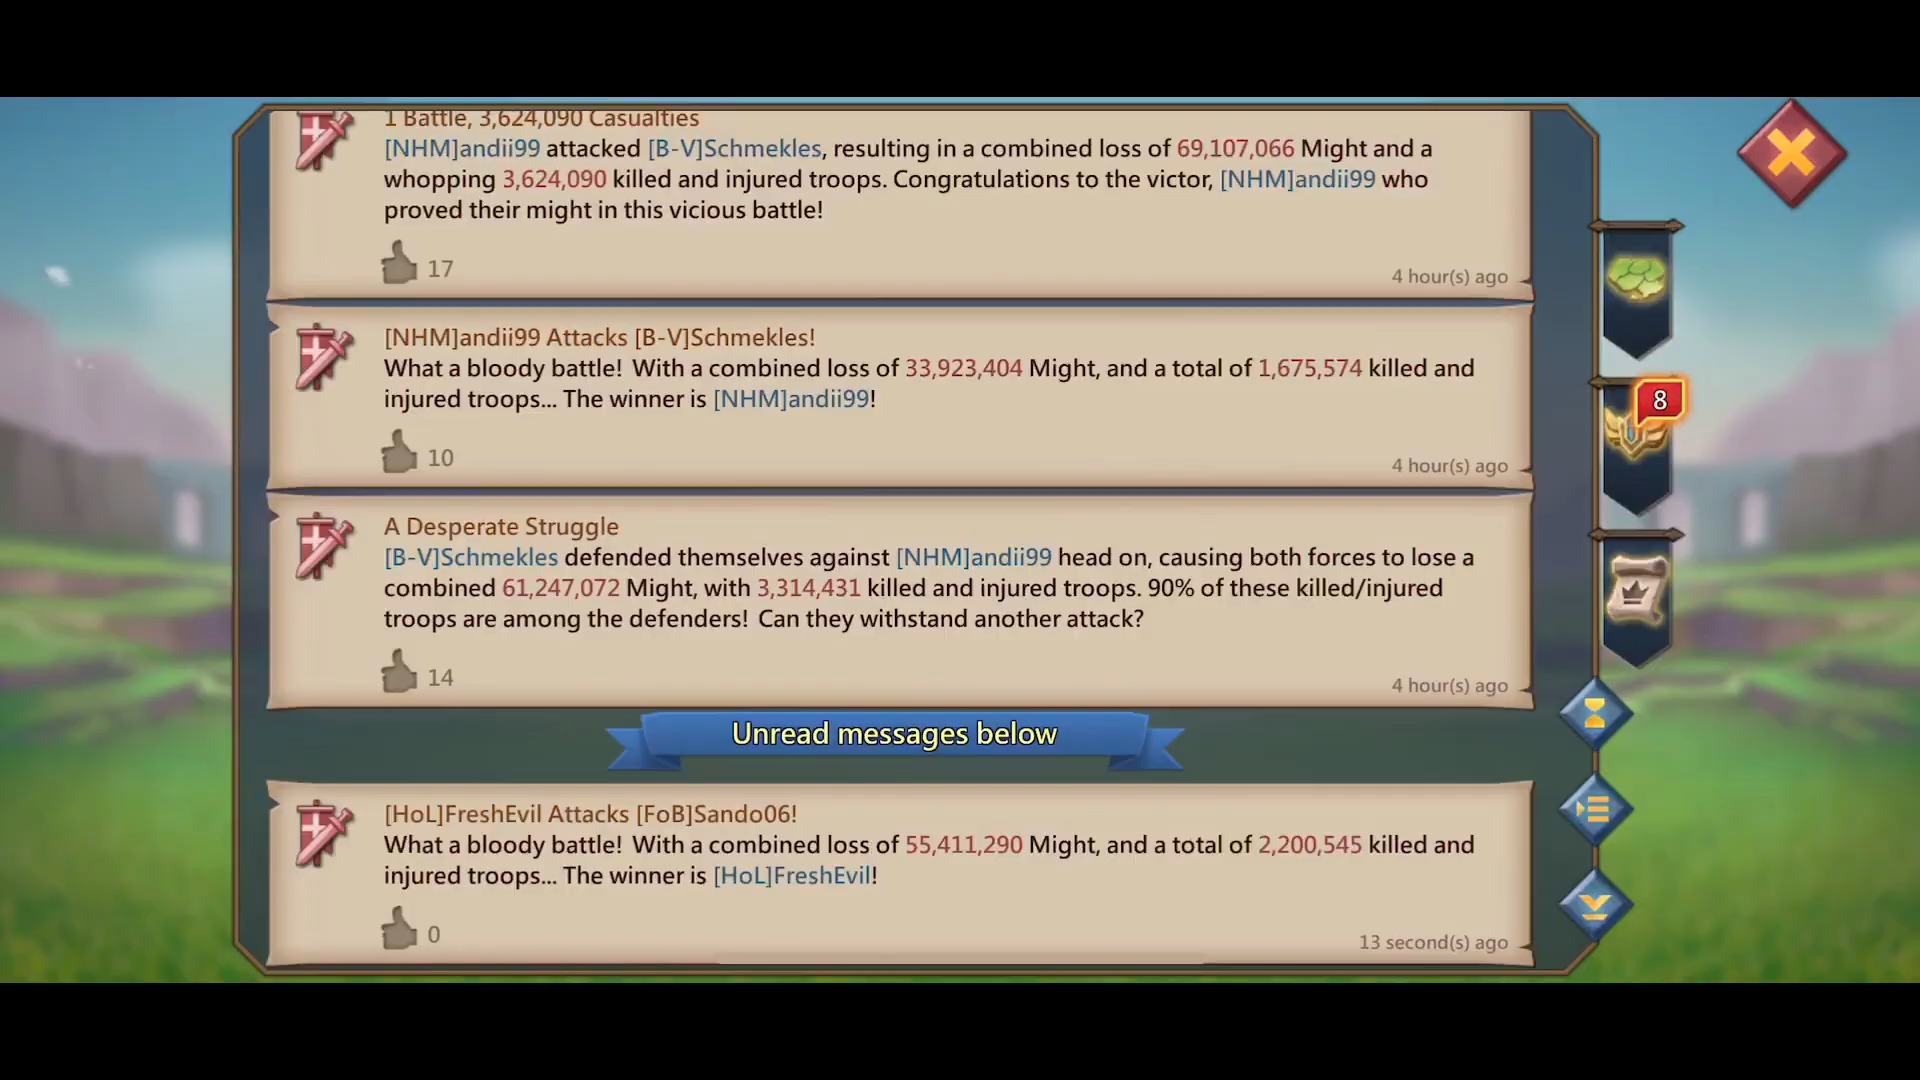 1 Battle, 3,624,090 Casualties
[NHM]andii99 attacked [B-V]Schmekles, resulting in a combined loss of 69,107,066 Might and a
whopping 3,624,090 killed and injured troops. Congratulations to the victor, [NHM]andii99 who
proved their might in this vicious battle!
17
4 hour(s) ago
[NHM]andii99 Attacks [B-V]Schmekles!
What a bloody battle! With a combined loss of 33,923,404 Might, and a total of 1,675,574 killed and
injured troops... The winner is [NHM]andii99!
8
10
4 hour(s) ago
A Desperate Struggle
[B-V]Schmekles defended themselves against [NHM]andii99 head on, causing both forces to lose a
combined 61,247,072 Might, with 3,314,431 killed and injured troops. 90% of these killed/injured
troops are among the defenders! Can they withstand another attack?
14
4 hour(s) ago
Unread messages below
[HoL]FreshEvil Attacks [FoB]Sando06!
What a bloody battle! With a combined loss of 55,411,290 Might, and a total of 2,200,545 killed and
injured troops... The winner is [HoL]FreshEvil!
0
13 second(s) ago